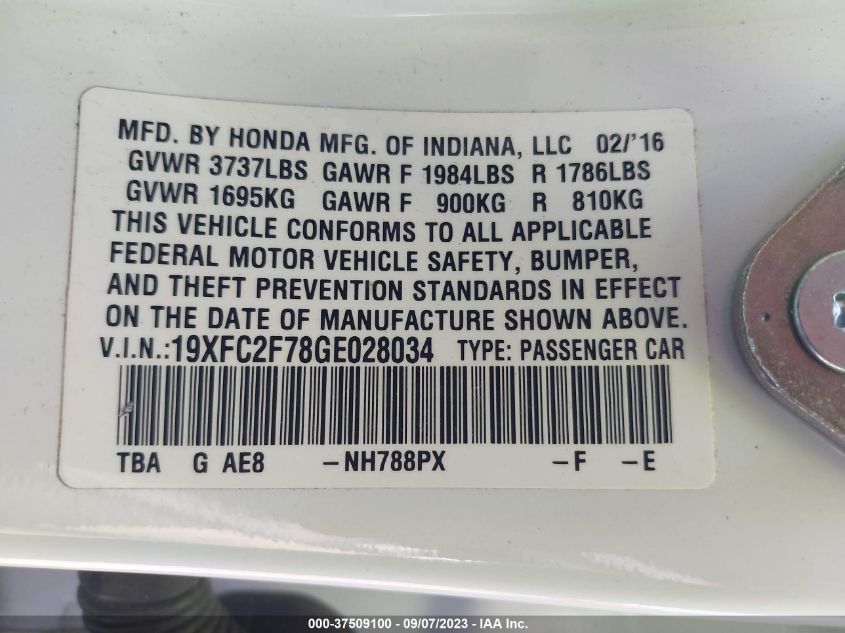 MFD. BY HONDA MFG. OF INDIANA, LLC 02/'16
GVWR 3737LBS GAWR F 1984LBS R 1786LBS
GVWR 1695KG GAWR F 900KG R 810KG
THIS VEHICLE CONFORMS TO ALL APPLICABLE
FEDERAL MOTOR VEHICLE SAFETY, BUMPER,
AND THEFT PREVENTION STANDARDS IN EFFECT
ON THE DATE OF MANUFACTURE SHOWN ABOVE.
V.I.N.:19XFC2F78GE028034 TYPE: PASSENGER CAR
TBA G AE8 –NH788PX –F –E
000-37509100 - 09/07/2023 - IAA Inc.